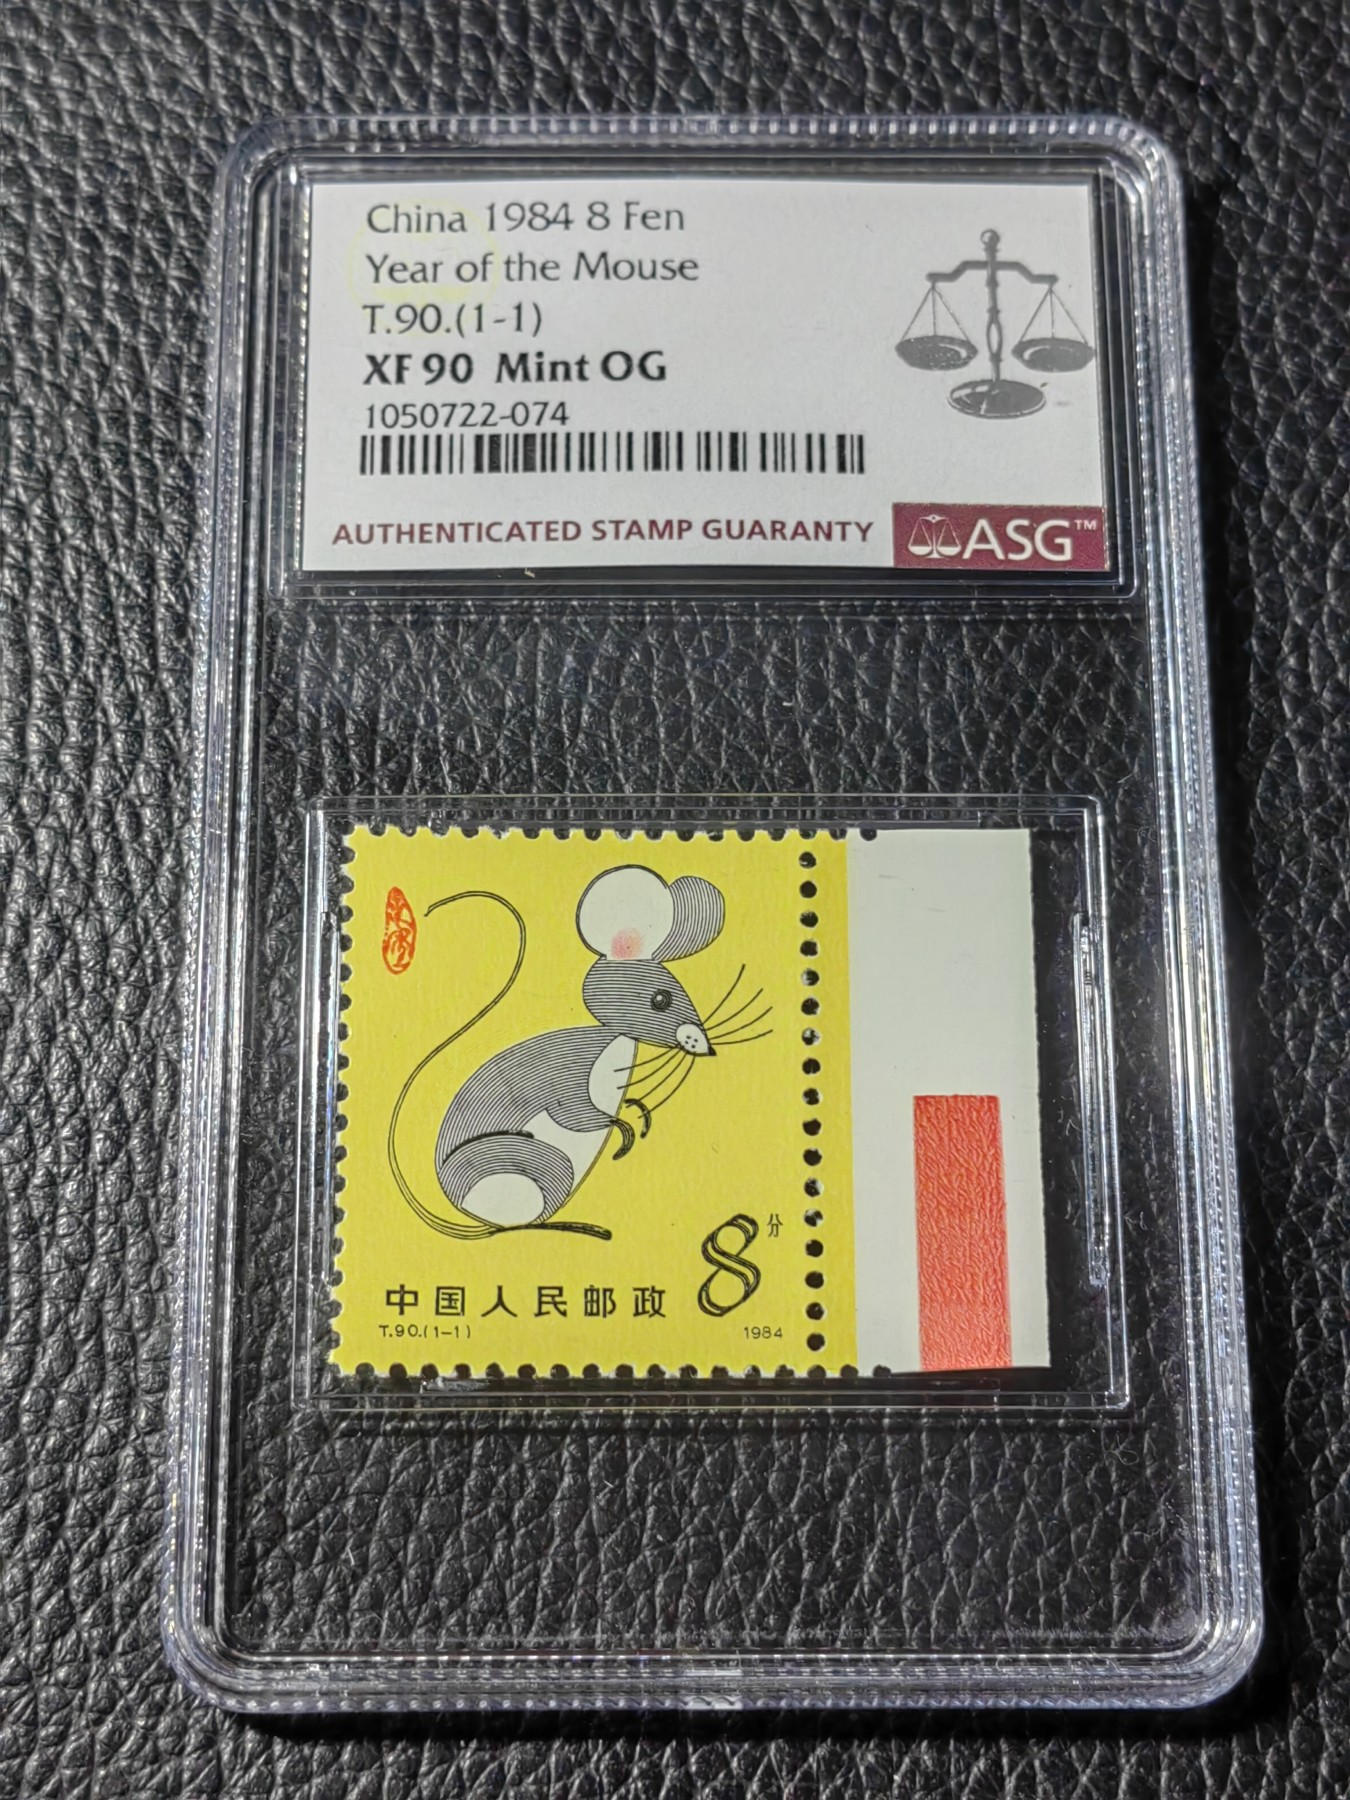 China 1984 8 Fen
Year of the Mouse
T.90.(1-1)
XF 90 Mint OG
1050722-074
AUTHENTICATED STAMP GUARANTY
ASG™
8分
中国人民邮政
T.90.(1-1)
1984